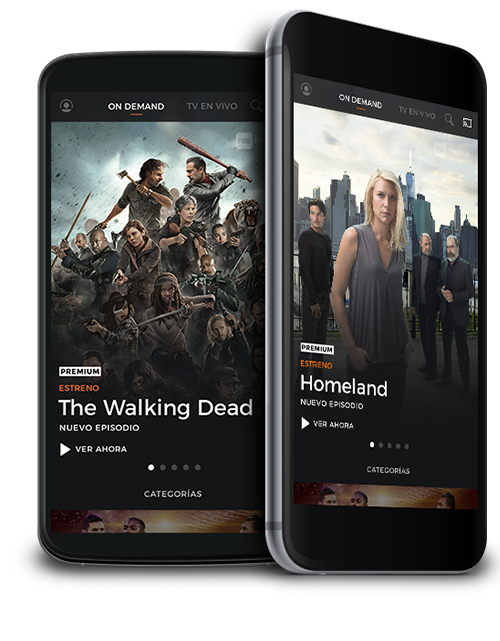 ON DEMAND TV EN VIVO
PREMIUM
ESTRENO
The Walking Dead
NUEVO EPISODIO
VER AHORA
CATEGORÍAS
ON DEMAND TV EN VIVO
PREMIUM
ESTRENO
Homeland
NUEVO EPISODIO
VER AHORA
CATEGORÍAS